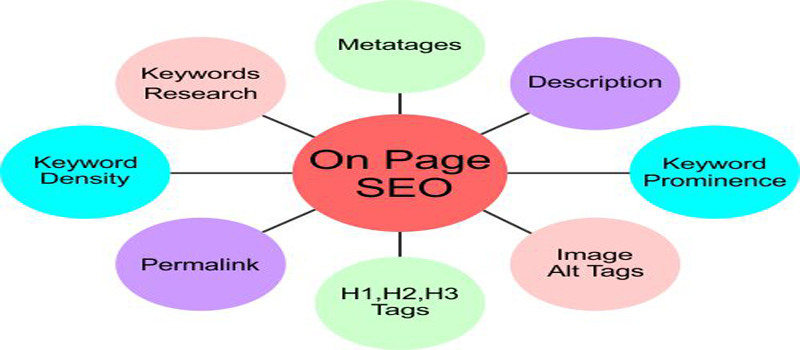 Metatages
Keywords
Research
Description
Keyword
Density
On Page
SEO
Keyword
Prominence
Permalink
Image
Alt Tags
H1,H2,H3
Tags